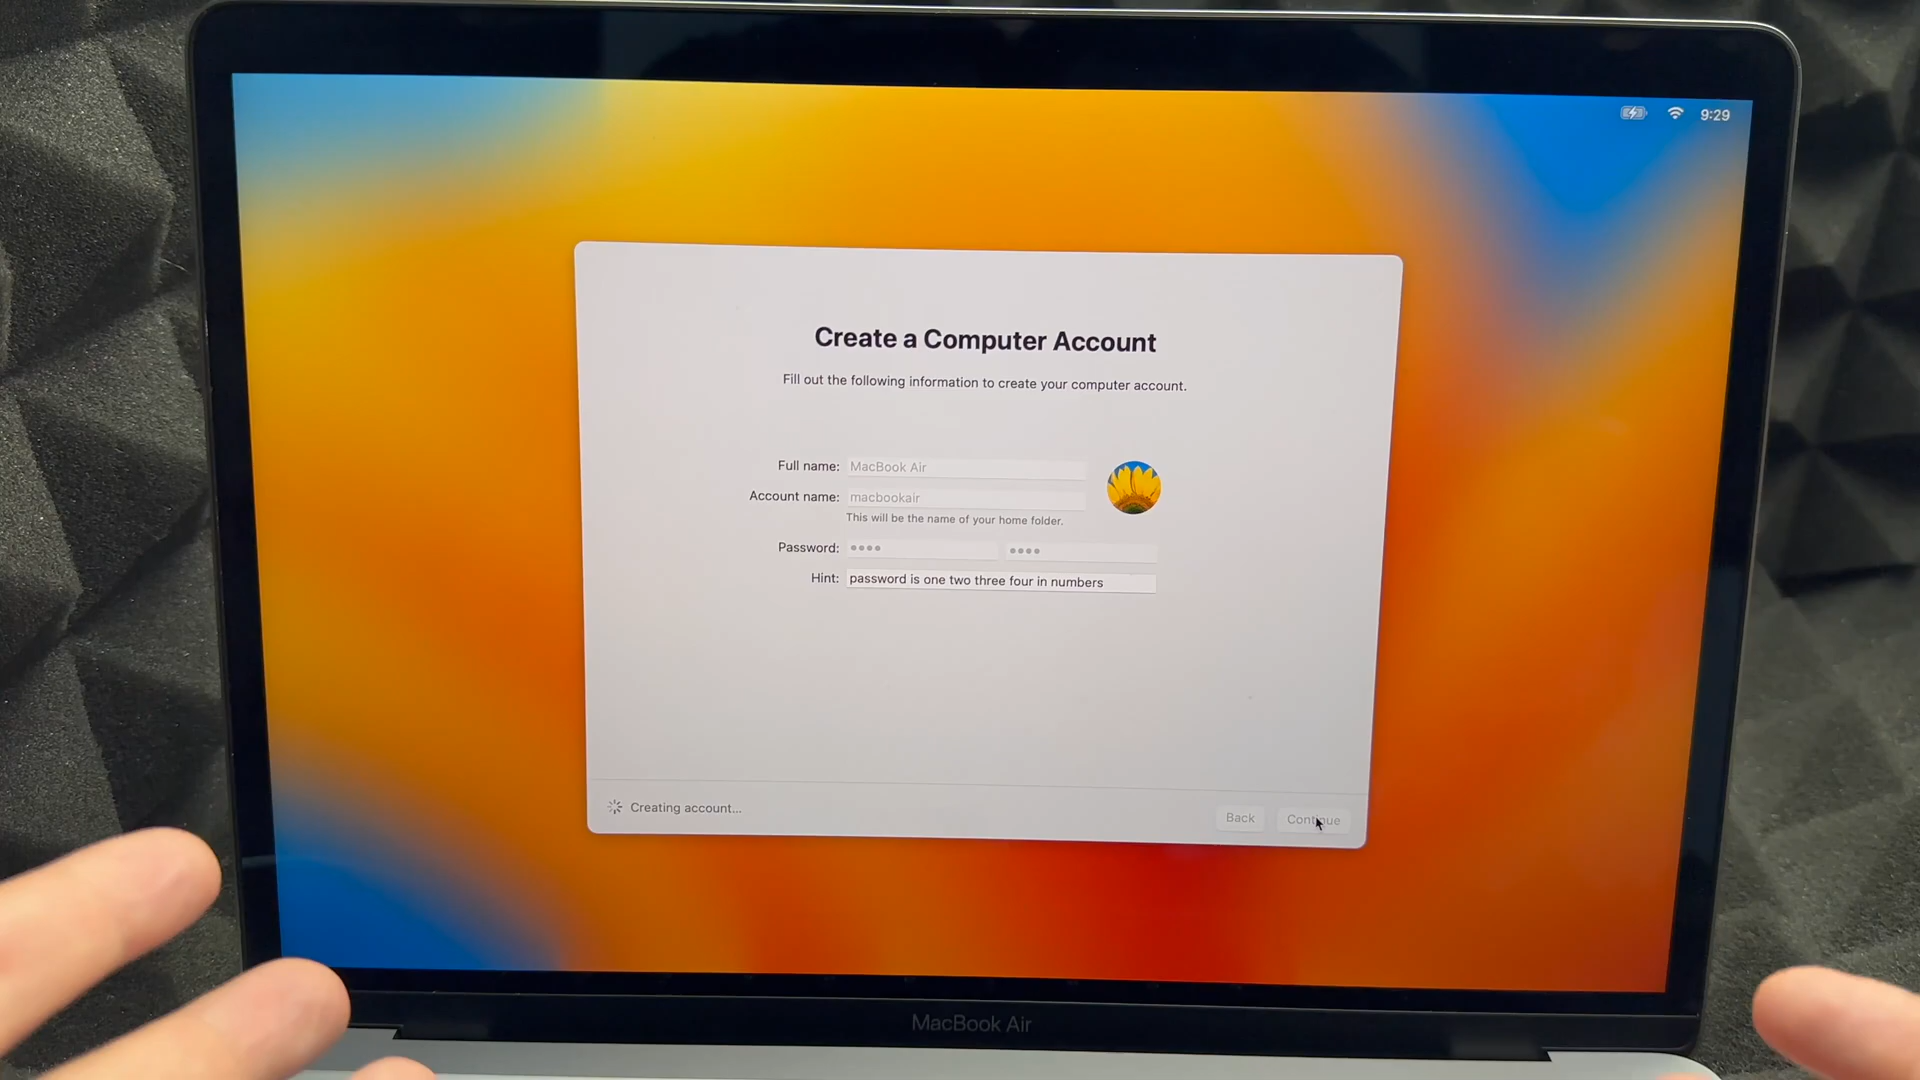 9:29
Create a Computer Account
Fill out the following information to create your computer account.
Full name: MacBook Air
Account name: macbookair
This will be the name of your home folder.
Password: •••• ••••
Hint: password is one two three four in numbers
Creating account...
Back Continue
MacBook Air